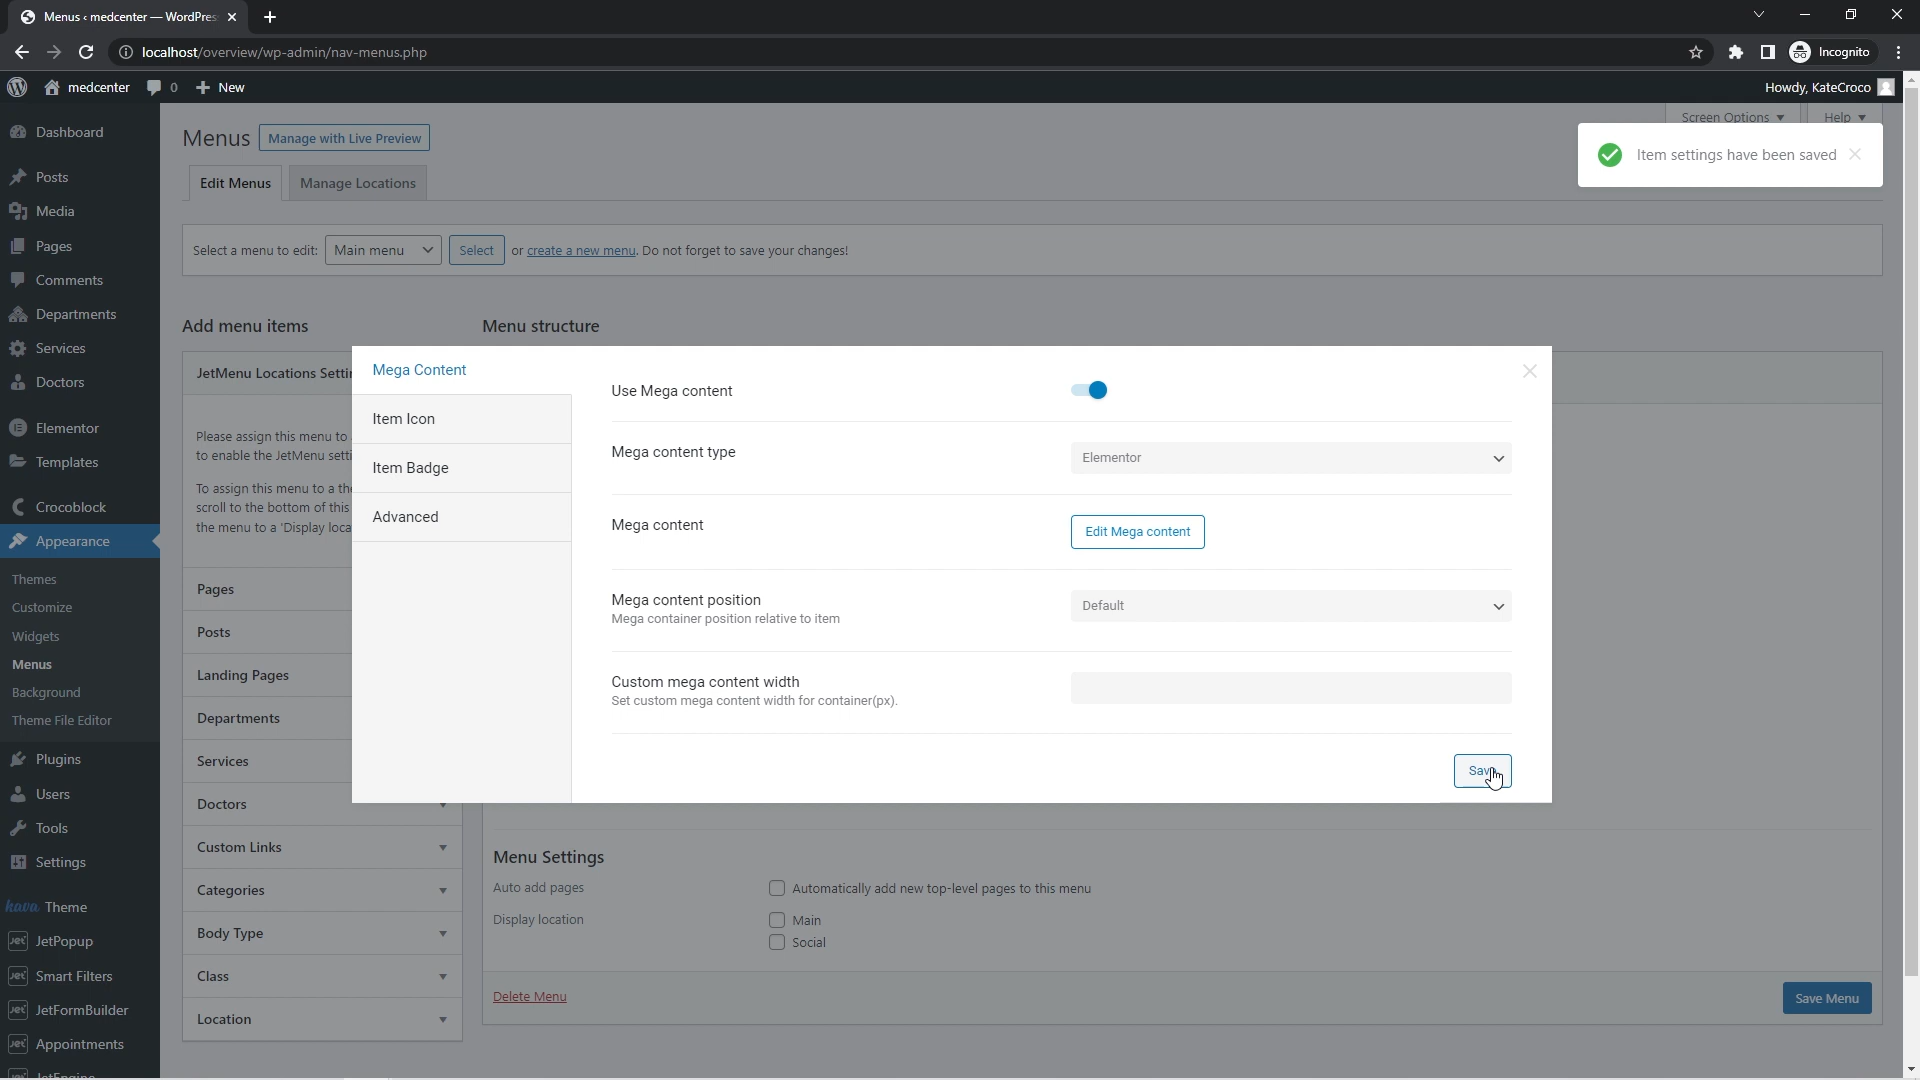 Menus ‹ medcenter — WordPres
localhost/overview/wp-admin/nav-menus.php
Incognito
medcenter
0
New
Howdy, KateCroco
Screen Options
Help
Item settings have been saved
Dashboard
Posts
Media
Pages
Comments
Departments
Services
Doctors
Elementor
Templates
Crocoblock
Appearance
Themes
Customize
Widgets
Menus
Background
Theme File Editor
Plugins
Users
Tools
Settings
kava Theme
Jet JetPopup
Jet Smart Filters
Jet JetFormBuilder
Jet Appointments
Menus
Manage with Live Preview
Edit Menus
Manage Locations
Select a menu to edit: Main menu Select or create a new menu. Do not forget to save your changes!
Add menu items
Menu structure
JetMenu Locations Settin
Please assign this menu to
to enable the JetMenu setti
To assign this menu to a the
scroll to the bottom of this
the menu to a 'Display loca
Pages
Posts
Landing Pages
Departments
Services
Doctors
Custom Links
Categories
Body Type
Class
Location
Mega Content
Item Icon
Item Badge
Advanced
Use Mega content
Mega content type
Elementor
Mega content
Edit Mega content
Mega content position
Mega container position relative to item
Default
Custom mega content width
Set custom mega content width for container(px).
Menu Settings
Auto add pages
Automatically add new top-level pages to this menu
Display location
Main
Social
Delete Menu
Save Menu